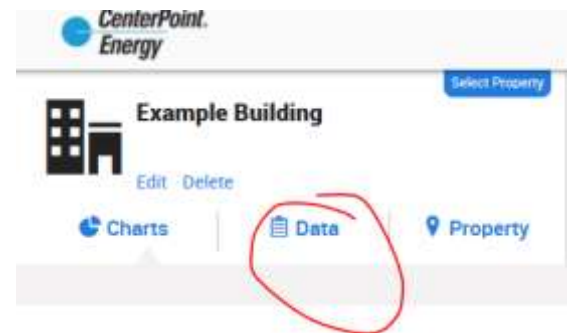 CenterPoint.
Energy
Select Property
Example Building
Edit Delete
Charts Data Property